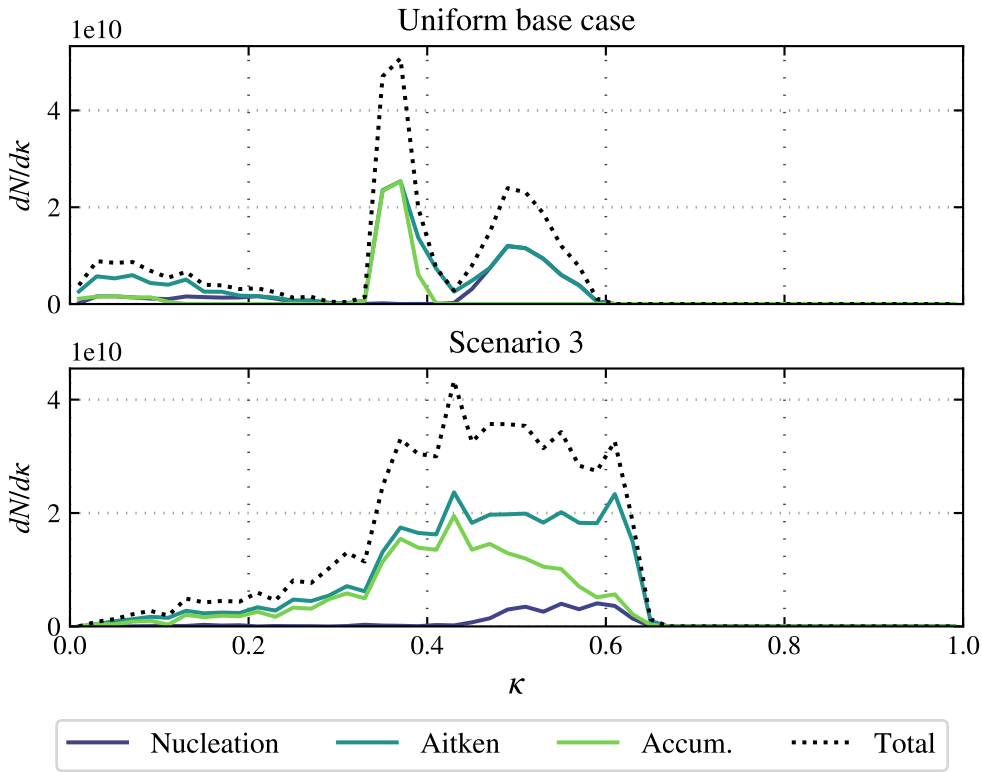 Uniform base case
1e10
4
2
0
dN/dκ
Scenario 3
1e10
4
2
0
dN/dκ
0.0 0.2 0.4 0.6 0.8 1.0
κ
Nucleation Aitken Accum. Total